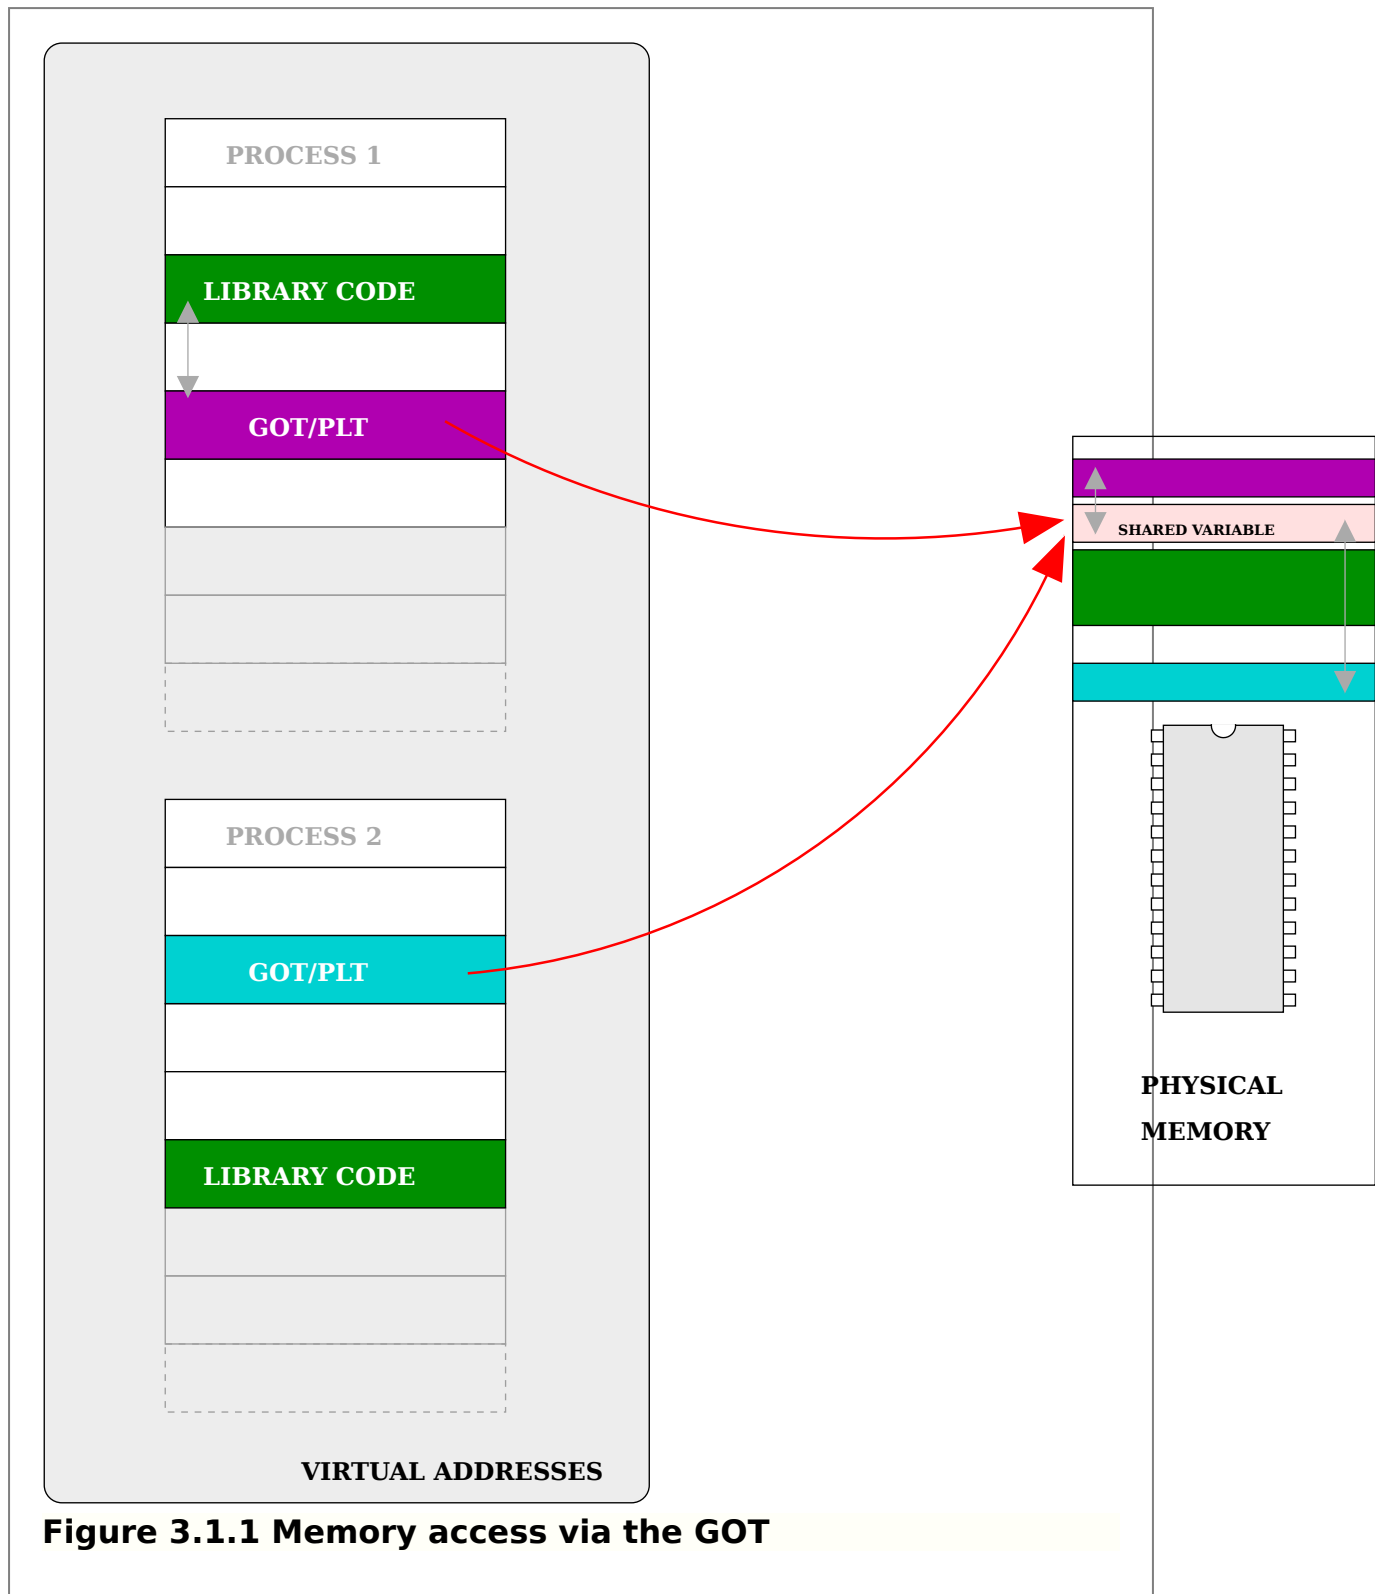 PROCESS 1
LIBRARY CODE
GOT/PLT
SHARED VARIABLE
PROCESS 2
GOT/PLT
LIBRARY CODE
PHYSICAL
MEMORY
VIRTUAL ADDRESSES
Figure 3.1.1 Memory access via the GOT